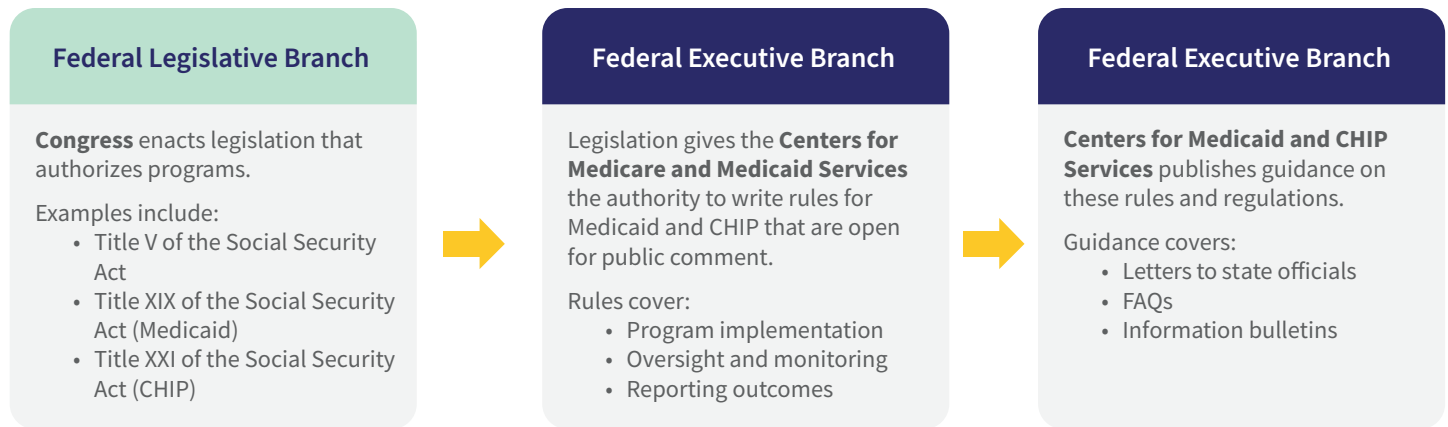 Federal Legislative Branch
Congress enacts legislation that
authorizes programs.
Examples include:
• Title V of the Social Security
Act
• Title XIX of the Social Security
Act (Medicaid)
• Title XXI of the Social Security
Act (CHIP)
Federal Executive Branch
Legislation gives the Centers for
Medicare and Medicaid Services
the authority to write rules for
Medicaid and CHIP that are open
for public comment.
Rules cover:
• Program implementation
• Oversight and monitoring
• Reporting outcomes
Federal Executive Branch
Centers for Medicaid and CHIP
Services publishes guidance on
these rules and regulations.
Guidance covers:
• Letters to state officials
• FAQs
• Information bulletins